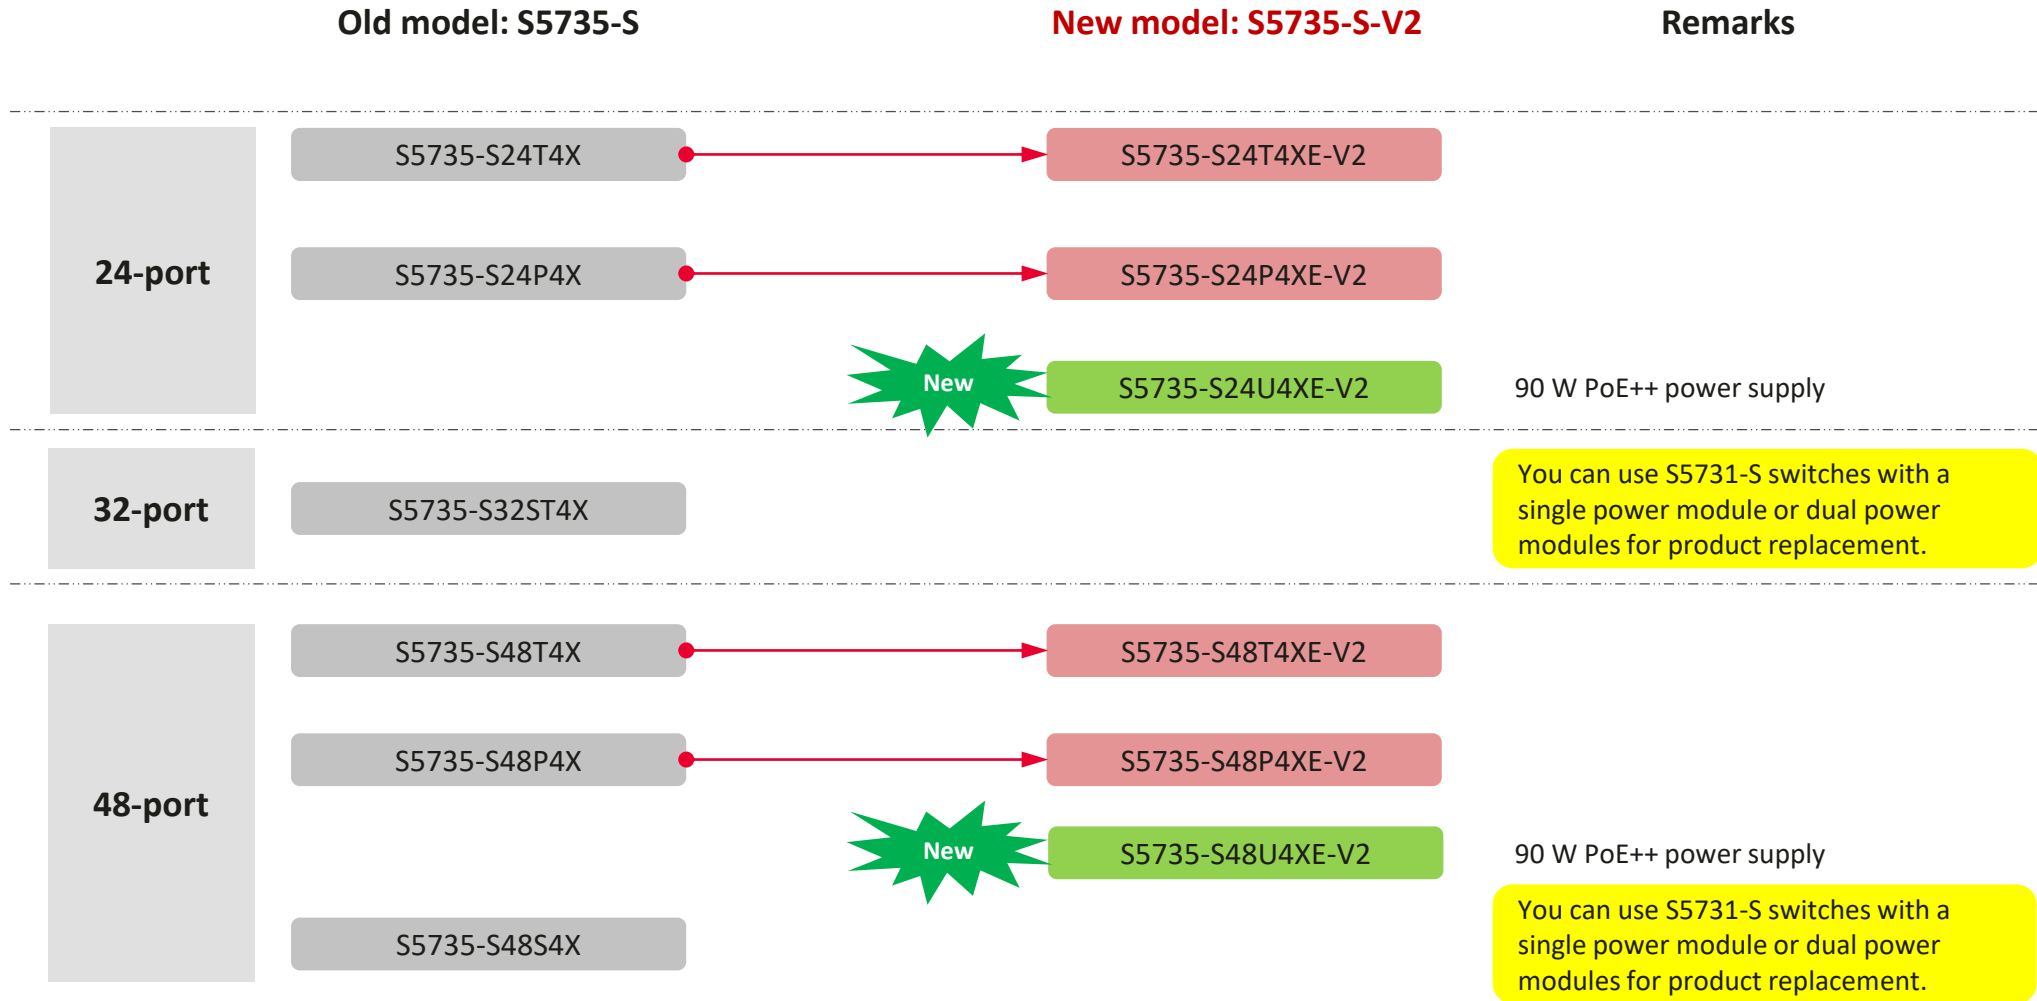 Old model: S5735-S
New model: S5735-S-V2
Remarks
24-port
S5735-S24T4X
S5735-S24T4XE-V2
S5735-S24P4X
S5735-S24P4XE-V2
New
S5735-S24U4XE-V2
90 W PoE++ power supply
32-port
S5735-S32ST4X
You can use S5731-S switches with a
single power module or dual power
modules for product replacement.
48-port
S5735-S48T4X
S5735-S48T4XE-V2
S5735-S48P4X
S5735-S48P4XE-V2
New
S5735-S48U4XE-V2
90 W PoE++ power supply
S5735-S48S4X
You can use S5731-S switches with a
single power module or dual power
modules for product replacement.